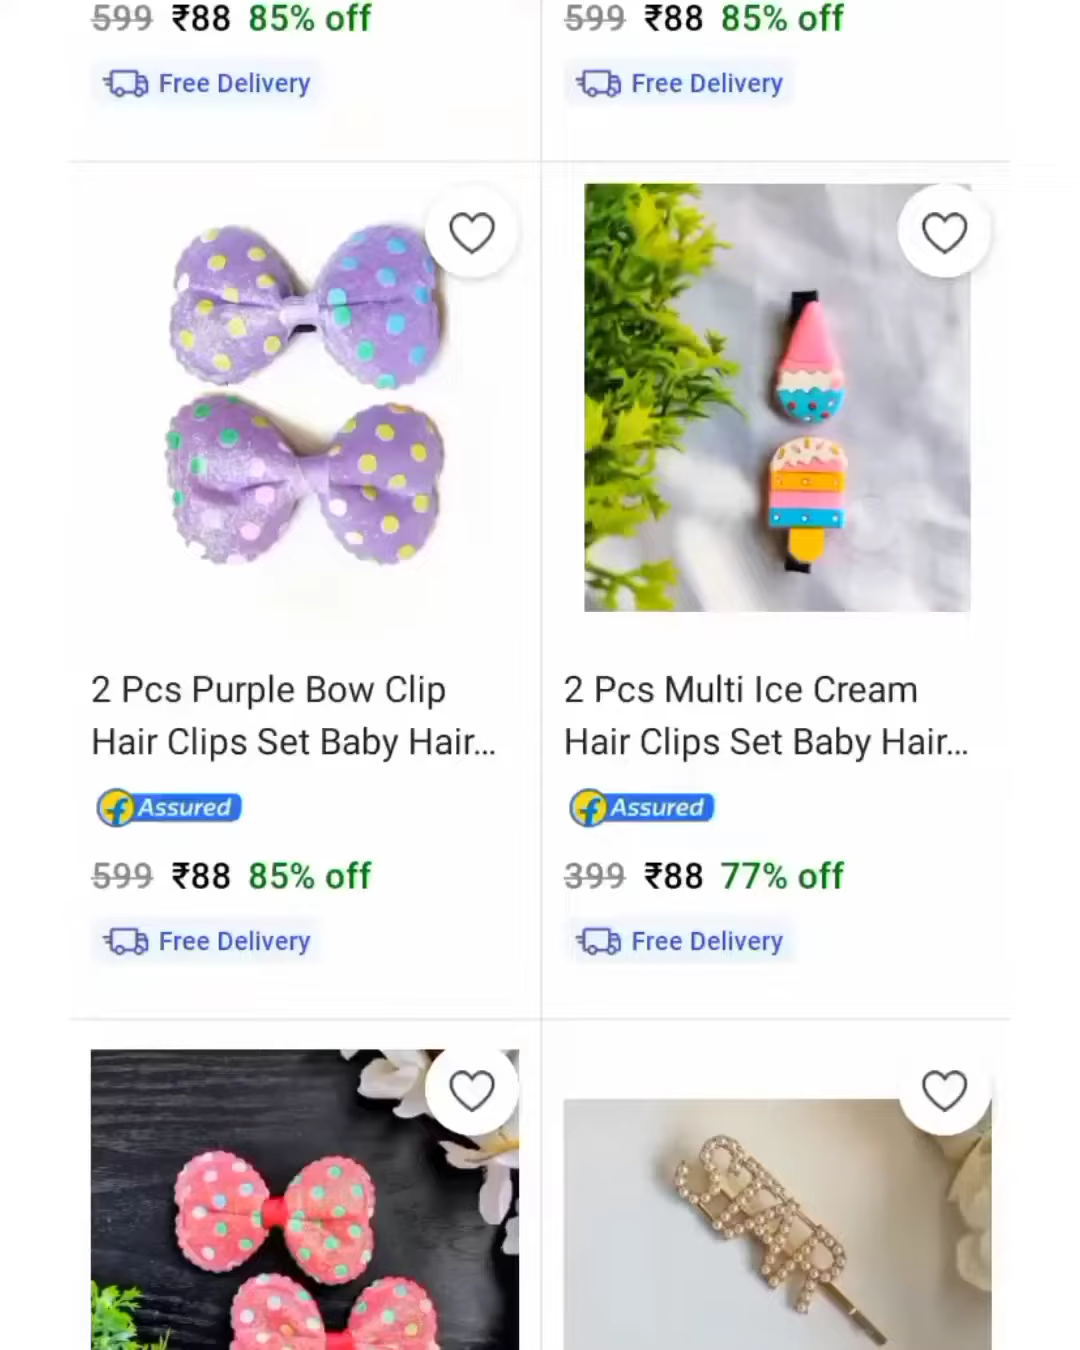 599 ₹88 85% off
Free Delivery
599 ₹88 85% off
Free Delivery
2 Pcs Purple Bow Clip
Hair Clips Set Baby Hair...
f Assured
599 ₹88 85% off
Free Delivery
2 Pcs Multi Ice Cream
Hair Clips Set Baby Hair...
f Assured
399 ₹88 77% off
Free Delivery